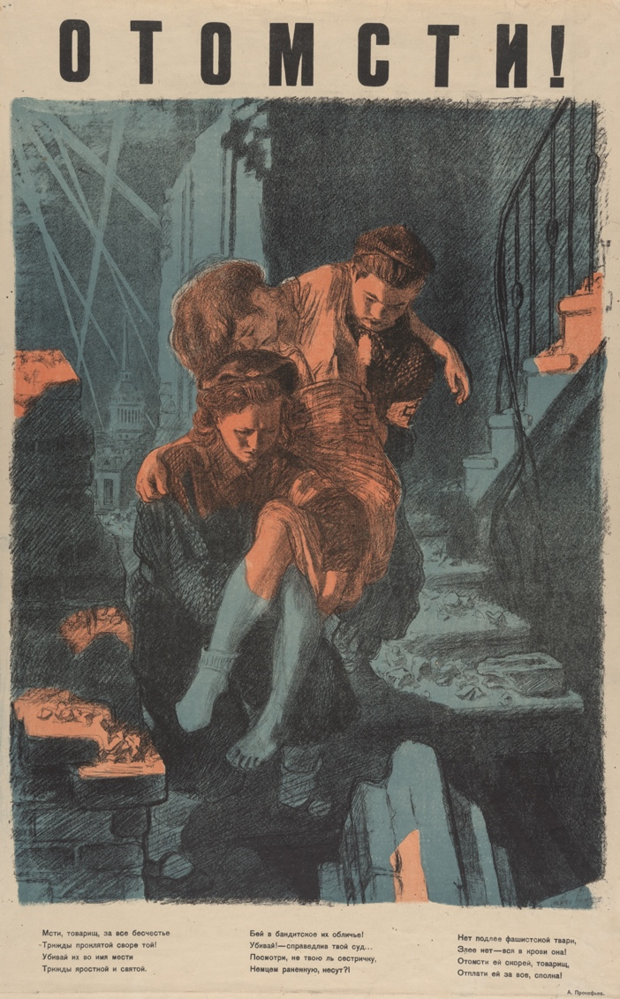 ОТОМСТИ!
Мсти, товарищ, за все бесчестье
Трижды проклятой своре той!
Убивай их во имя мести
Трижды яростной и святой.
Бей в бандитское их обличье!
Убивай!—справедлив твой суд...
Посмотри, не твою ль сестричку,
Немцем раненную, несут?!
Нет подлее фашистской твари,
Злее нет—вся в крови она!
Отомсти ей скорей, товарищ,
Отплати ей за все, сполна!
А. Прокофьев.